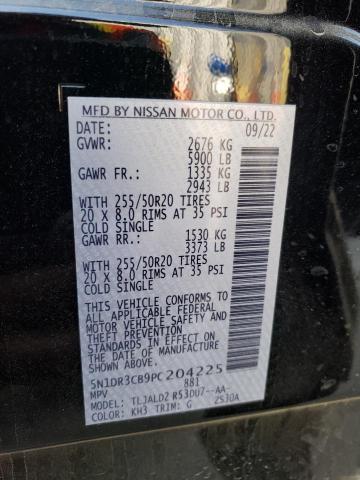 MFD BY NISSAN MOTOR CO., LTD.
DATE: 09/22
GVWR: 2676 KG
5900 LB
GAWR FR: 1335 KG
2943 LB
WITH 255/50R20 TIRES
20 X 8.0 RIMS AT 35 PSI
COLD SINGLE
GAWR RR: 1530 KG
3373 LB
WITH 255/50R20 TIRES
20 X 8.0 RIMS AT 35 PSI
COLD SINGLE
THIS VEHICLE CONFORMS TO
ALL APPLICABLE FEDERAL
MOTOR VEHICLE SAFETY AND
THEFT PREVENTION
STANDARDS IN EFFECT ON
THE DATE OF MANUFACTURE
SHOWN ABOVE.
5N1DR3CB9PC204225
MPV 881
MODEL: TLJALDZ R53DU7--AA-
COLOR: KH3 TRIM: G 2530A